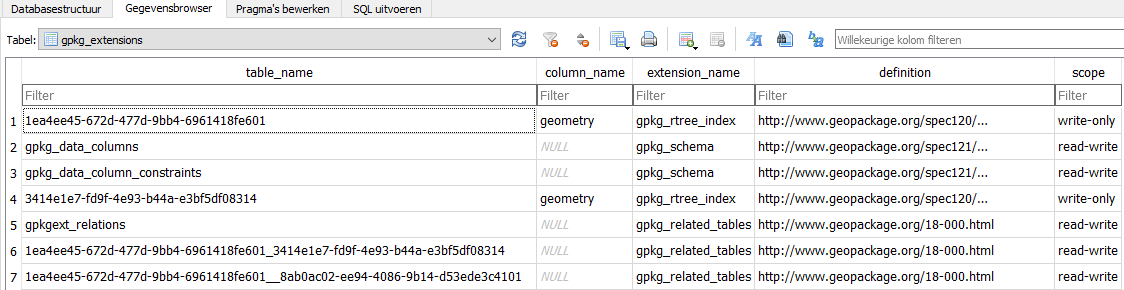 Databasestructuur Gegevensbrowser Pragma's bewerken SQL uitvoeren
Tabel: gpkg_extensions Willekeurige kolom filteren
table_name column_name extension_name definition scope
Filter Filter Filter Filter Filter
1 1ea4ee45-672d-477d-9bb4-6961418fe601 geometry gpkg_rtree_index http://www.geopackage.org/spec120/... write-only
2 gpkg_data_columns NULL gpkg_schema http://www.geopackage.org/spec121/... read-write
3 gpkg_data_column_constraints NULL gpkg_schema http://www.geopackage.org/spec121/... read-write
4 3414e1e7-fd9f-4e93-b44a-e3bf5df08314 geometry gpkg_rtree_index http://www.geopackage.org/spec120/... write-only
5 gpkgext_relations NULL gpkg_related_tables http://www.geopackage.org/18-000.html read-write
6 1ea4ee45-672d-477d-9bb4-6961418fe601_3414e1e7-fd9f-4e93-b44a-e3bf5df08314 NULL gpkg_related_tables http://www.geopackage.org/18-000.html read-write
7 1ea4ee45-672d-477d-9bb4-6961418fe601__8ab0ac02-ee94-4086-9b14-d53ede3c4101 NULL gpkg_related_tables http://www.geopackage.org/18-000.html read-write